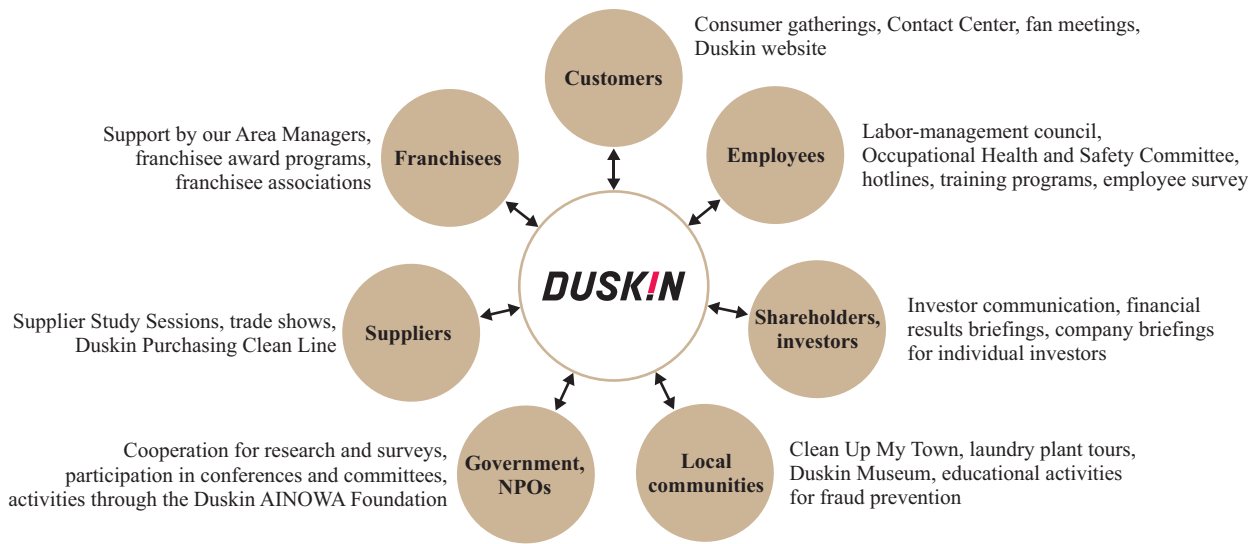 Customers
Consumer gatherings, Contact Center, fan meetings,
Duskin website
Employees
Labor-management council,
Occupational Health and Safety Committee,
hotlines, training programs, employee survey
Shareholders,
investors
Investor communication, financial
results briefings, company briefings
for individual investors
Local
communities
Clean Up My Town, laundry plant tours,
Duskin Museum, educational activities
for fraud prevention
Government,
NPOs
Cooperation for research and surveys,
participation in conferences and committees,
activities through the Duskin AINOWA Foundation
Suppliers
Supplier Study Sessions, trade shows,
Duskin Purchasing Clean Line
Franchisees
Support by our Area Managers,
franchisee award programs,
franchisee associations
DUSK!N